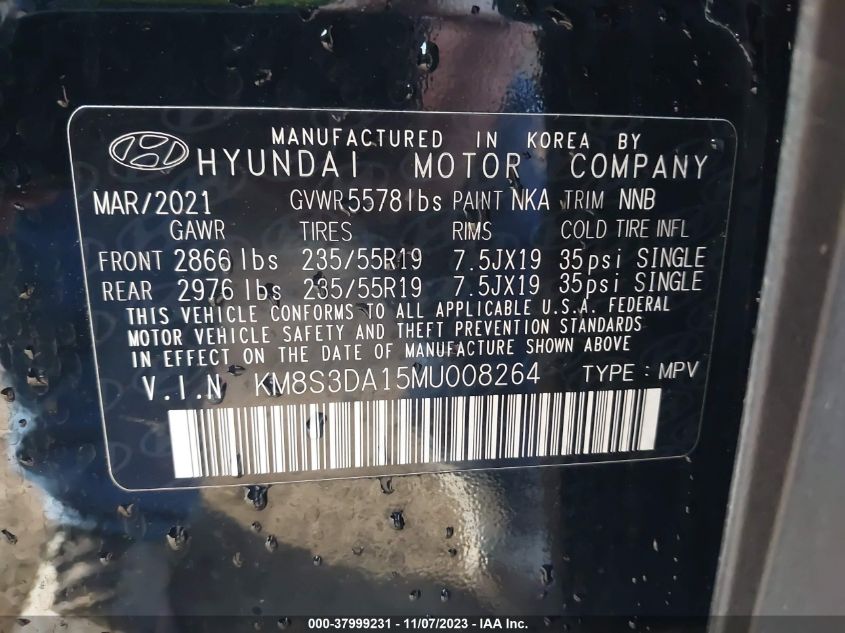 MANUFACTURED IN KOREA BY
HYUNDAI MOTOR COMPANY
MAR/2021 GVWR 5578lbs PAINT NKA TRIM NNB
GAWR TIRES RIMS COLD TIRE INFL
FRONT 2866 lbs 235/55R19 7.5JX19 35psi SINGLE
REAR 2976 lbs 235/55R19 7.5JX19 35psi SINGLE
THIS VEHICLE CONFORMS TO ALL APPLICABLE U.S.A. FEDERAL
MOTOR VEHICLE SAFETY AND THEFT PREVENTION STANDARDS
IN EFFECT ON THE DATE OF MANUFACTURE SHOWN ABOVE
V.I.N KM8S3DA15MU008264 TYPE : MPV
000-37999231 - 11/07/2023 - IAA Inc.